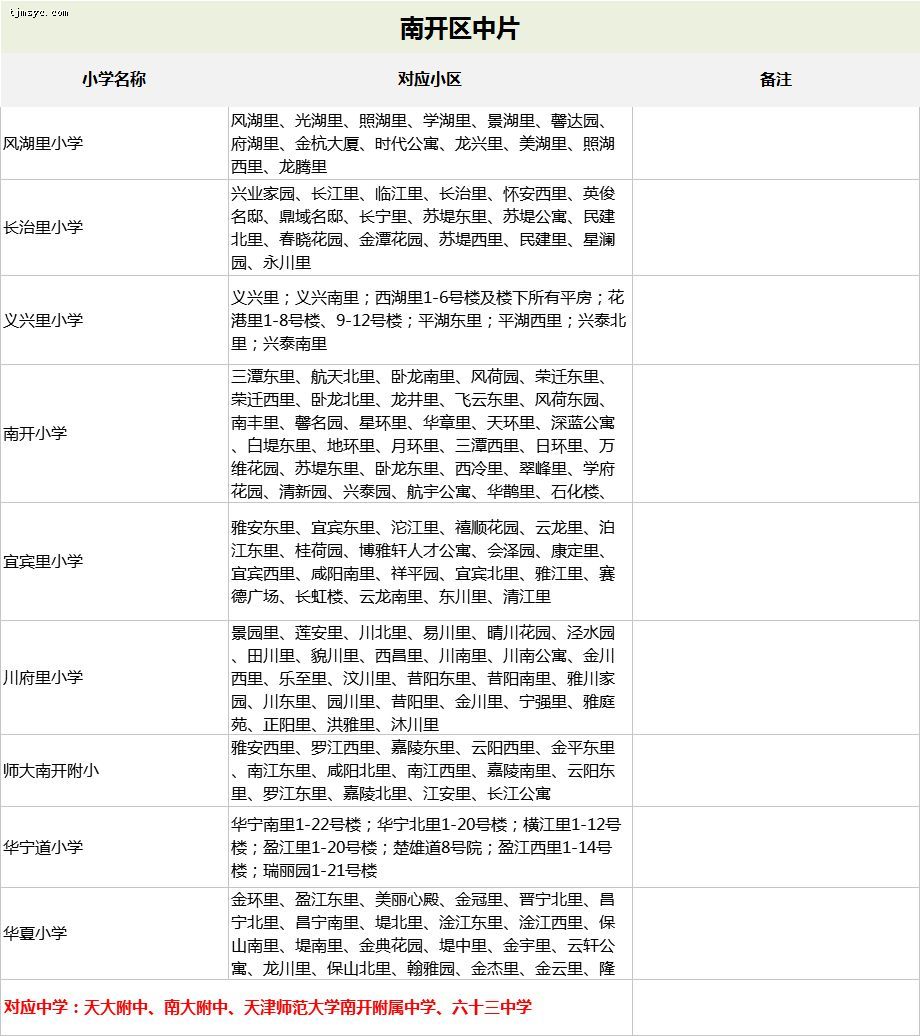 tjmsyc.com
南开区中片
小学名称
对应小区
备注
风湖里小学
风湖里、光湖里、照湖里、学湖里、景湖里、馨达园、
府湖里、金杭大厦、时代公寓、龙兴里、美湖里、照湖
西里、龙腾里
长治里小学
兴业家园、长江里、临江里、长治里、怀安西里、英俊
名邸、鼎域名邸、长宁里、苏堤东里、苏堤公寓、民建
北里、春晓花园、金潭花园、苏堤西里、民建里、星澜
园、永川里
义兴里小学
义兴里；义兴南里；西湖里1-6号楼及楼下所有平房；花
港里1-8号楼、9-12号楼；平湖东里；平湖西里；兴泰北
里；兴泰南里
南开小学
三潭东里、航天北里、卧龙南里、风荷园、荣迁东里、
荣迁西里、卧龙北里、龙井里、飞云东里、风荷东园、
南丰里、馨名园、星环里、华章里、天环里、深蓝公寓
、白堤东里、地环里、月环里、三潭西里、日环里、万
维花园、苏堤东里、卧龙东里、西冷里、翠峰里、学府
花园、清新园、兴泰园、航宇公寓、华鹊里、石化楼、
宜宾里小学
雅安东里、宜宾东里、沱江里、禧顺花园、云龙里、泊
江东里、桂荷园、博雅轩人才公寓、会泽园、康定里、
宜宾西里、咸阳南里、祥平园、宜宾北里、雅江里、赛
德广场、长虹楼、云龙南里、东川里、清江里
川府里小学
景园里、莲安里、川北里、易川里、晴川花园、泾水园
、田川里、貌川里、西昌里、川南里、川南公寓、金川
西里、乐至里、汶川里、昔阳东里、昔阳南里、雅川家
园、川东里、园川里、昔阳里、金川里、宁强里、雅庭
苑、正阳里、洪雅里、沐川里
师大南开附小
雅安西里、罗江西里、嘉陵东里、云阳西里、金平东里
、南江东里、咸阳北里、南江西里、嘉陵南里、云阳东
里、罗江东里、嘉陵北里、江安里、长江公寓
华宁道小学
华宁南里1-22号楼；华宁北里1-20号楼；横江里1-12号
楼；盈江里1-20号楼；楚雄道8号院；盈江西里1-14号
楼；瑞丽园1-21号楼
华夏小学
金环里、盈江东里、美丽心殿、金冠里、晋宁北里、昌
宁北里、昌宁南里、堤北里、淦江东里、淦江西里、保
山南里、堤南里、金典花园、堤中里、金宇里、云轩公
寓、龙川里、保山北里、翰雅园、金杰里、金云里、隆
对应中学：天大附中、南大附中、天津师范大学南开附属中学、六十三中学